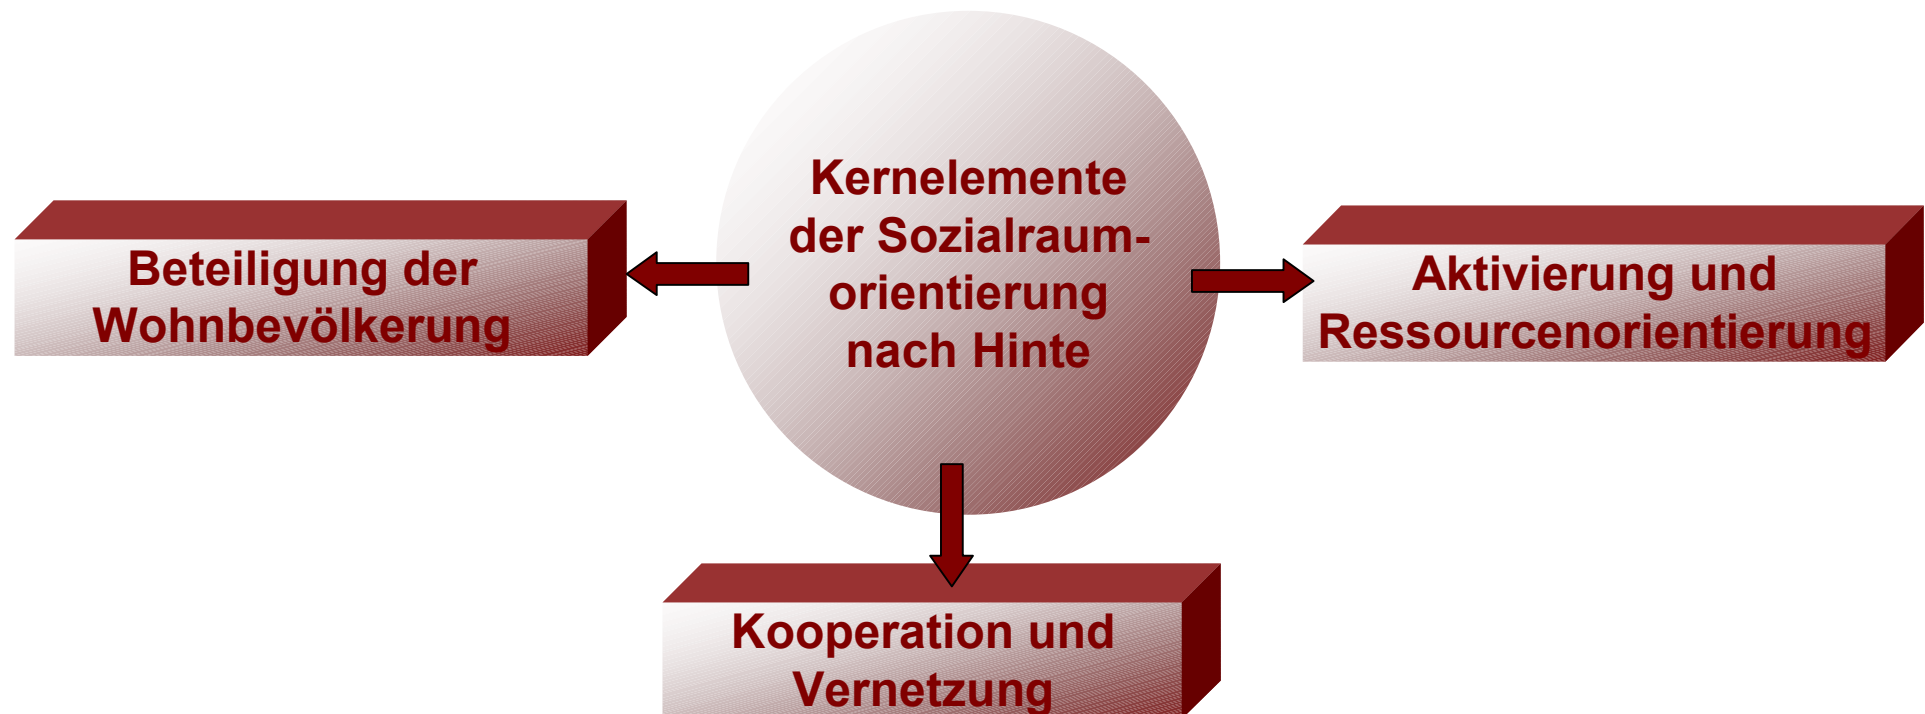 Kernelemente
der Sozialraum-
orientierung
nach Hinte
Beteiligung der
Wohnbevölkerung
Aktivierung und
Ressourcenorientierung
Kooperation und
Vernetzung